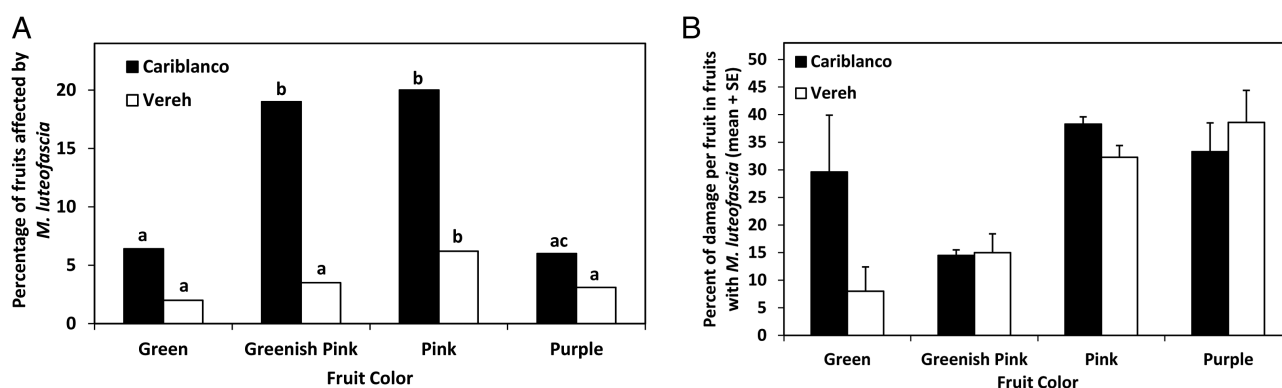 A
Percentage of fruits affected by
M. luteofascia
20
15
10
5
0
Cariblanco
Vereh
a
a
b
a
b
b
ac
a
Green
Greenish Pink
Pink
Purple
Fruit Color
B
Percent of damage per fruit in fruits
with M. luteofascia (mean + SE)
50
45
40
35
30
25
20
15
10
5
0
Cariblanco
Vereh
Green
Greenish Pink
Pink
Purple
Fruit Color